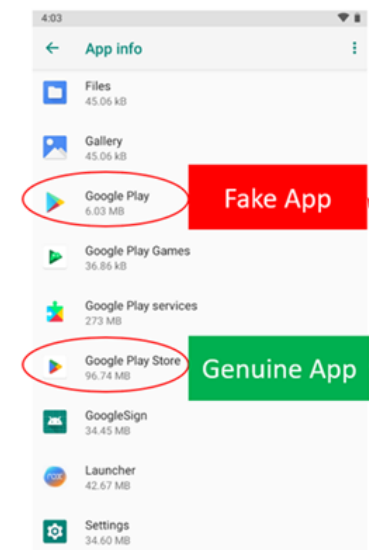 4:03
App info
Files
45.06 kB
Gallery
45.06 kB
Google Play
6.03 MB
Fake App
Google Play Games
36.86 kB
Google Play services
273 MB
Google Play Store
96.74 MB
Genuine App
GoogleSign
34.45 MB
Launcher
42.67 MB
Settings
34.60 MB